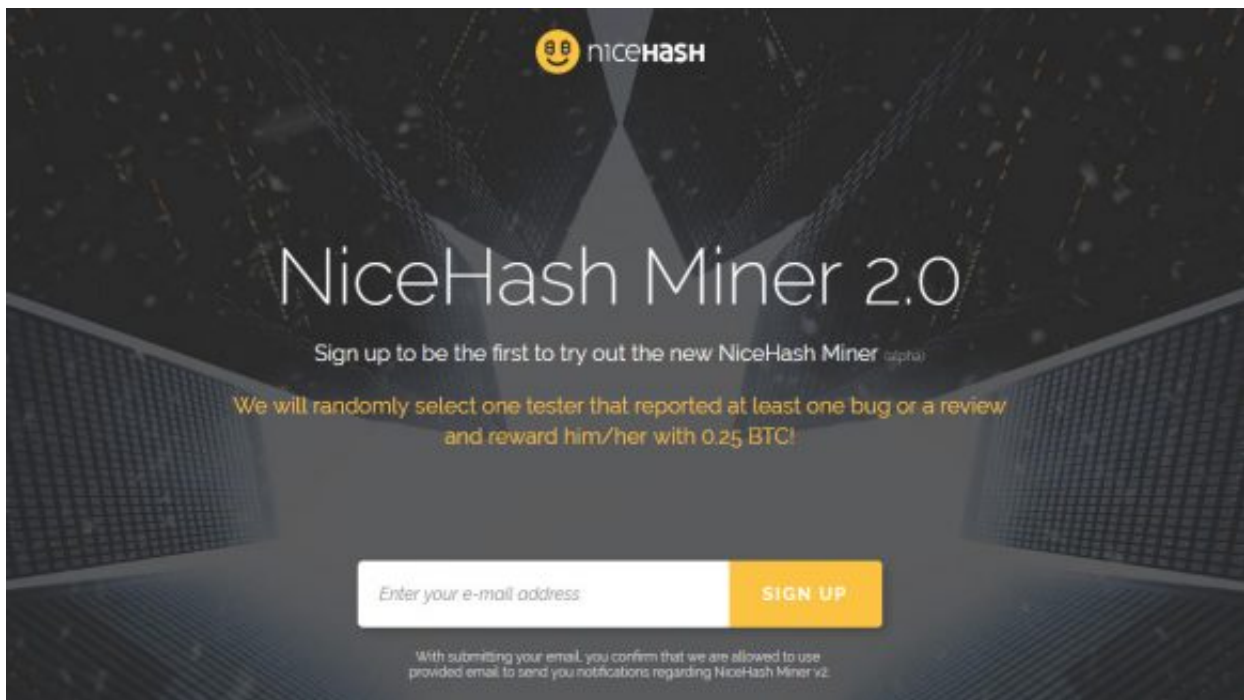 nıceHaSH
NiceHash Miner 2.0
Sign up to be the first to try out the new NiceHash Miner (alpha)
We will randomly select one tester that reported at least one bug or a review
and reward him/her with 0.25 BTC!
Enter your e-mail address
SIGN UP
With submitting your email, you confirm that we are allowed to use
provided email to send you notifications regarding NiceHash Miner v2.